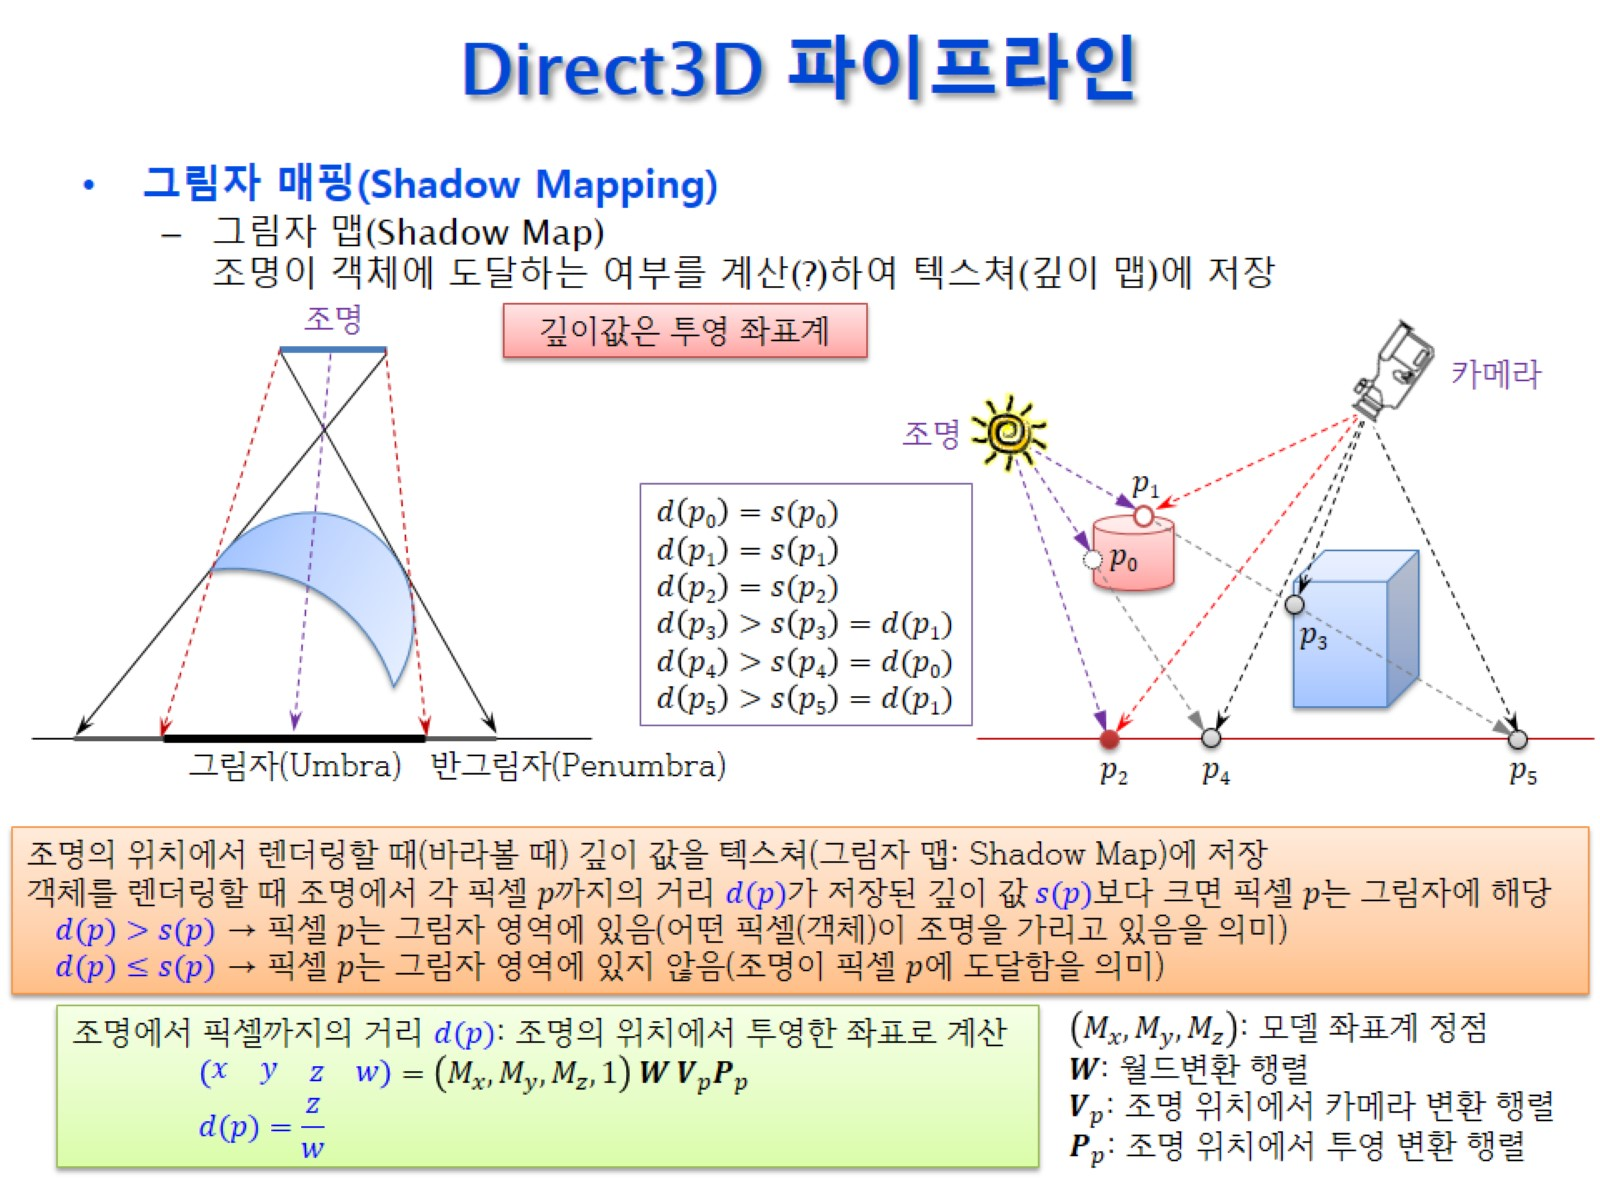 Direct3D 파이프라인
• 그림자 매핑(Shadow Mapping)
– 그림자 맵(Shadow Map)
조명이 객체에 도달하는 여부를 계산(?)하여 텍스쳐(깊이 맵)에 저장
조명
깊이값은 투영 좌표계
카메라
조명
d(p₀) = s(p₀)
d(p₁) = s(p₁)
d(p₂) = s(p₂)
d(p₃) > s(p₃) = d(p₁)
d(p₄) > s(p₄) = d(p₀)
d(p₅) > s(p₅) = d(p₁)
p₁
p₀
p₃
p₂
p₄
p₅
그림자(Umbra)
반그림자(Penumbra)
조명의 위치에서 렌더링할 때(바라볼 때) 깊이 값을 텍스쳐(그림자 맵: Shadow Map)에 저장
객체를 렌더링할 때 조명에서 각 픽셀 p까지의 거리 d(p)가 저장된 깊이 값 s(p)보다 크면 픽셀 p는 그림자에 해당
d(p) > s(p) → 픽셀 p는 그림자 영역에 있음(어떤 픽셀(객체)이 조명을 가리고 있음을 의미)
d(p) ≤ s(p) → 픽셀 p는 그림자 영역에 있지 않음(조명이 픽셀 p에 도달함을 의미)
조명에서 픽셀까지의 거리 d(p): 조명의 위치에서 투영한 좌표로 계산
(x y z w) = (Mₓ, M_y, M_z, 1) W VₚPₚ
d(p) = z/w
(Mₓ, M_y, M_z): 모델 좌표계 정점
W: 월드변환 행렬
Vₚ: 조명 위치에서 카메라 변환 행렬
Pₚ: 조명 위치에서 투영 변환 행렬